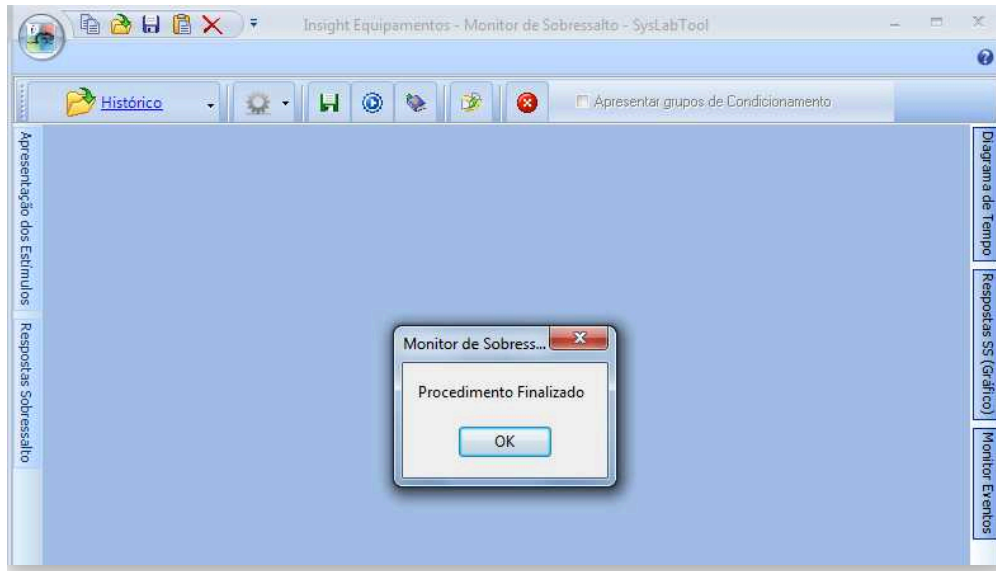 Insight Equipamentos - Monitor de Sobressalto - SysLabTool
Histórico
Apresentar grupos de Condicionamento
Apresentação dos Estímulos
Respostas Sobressalto
Monitor de Sobress...
Procedimento Finalizado
OK
Diagrama de Tempo
Respostas SS (Gráfico)
Monitor Eventos